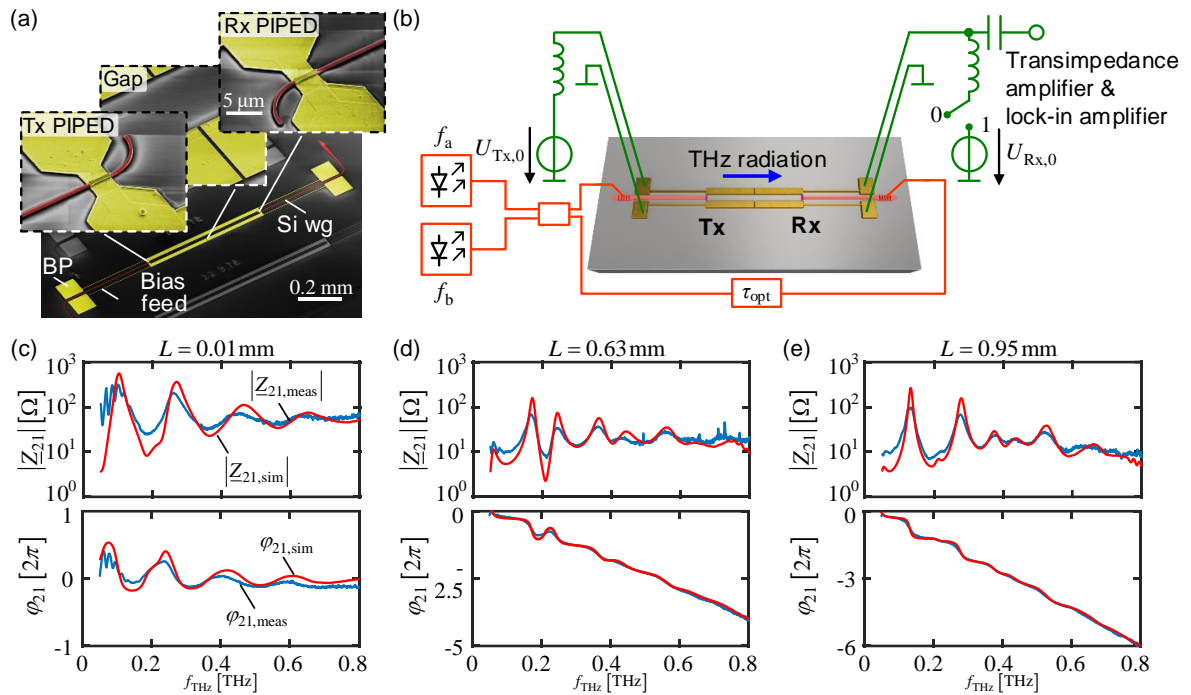 (a)
Rx PIPED
Gap
5 μm
Tx PIPED
Si wg
BP
Bias
feed
0.2 mm
(b)
f_a
U_Tx,0
f_b
THz radiation
Tx
Rx
τ_opt
0
1
U_Rx,0
Transimpedance
amplifier &
lock-in amplifier
(c)
L = 0.01 mm
|Z_21| [Ω]
10^3
10^2
10^1
10^0
|Z_21,meas|
|Z_21,sim|
φ_21 [2π]
1
0
-1
φ_21,sim
φ_21,meas
0 0.2 0.4 0.6 0.8
f_THz [THz]
(d)
L = 0.63 mm
|Z_21| [Ω]
10^3
10^2
10^1
10^0
φ_21 [2π]
0
-2.5
-5
0 0.2 0.4 0.6 0.8
f_THz [THz]
(e)
L = 0.95 mm
|Z_21| [Ω]
10^3
10^2
10^1
10^0
φ_21 [2π]
0
-3
-6
0 0.2 0.4 0.6 0.8
f_THz [THz]